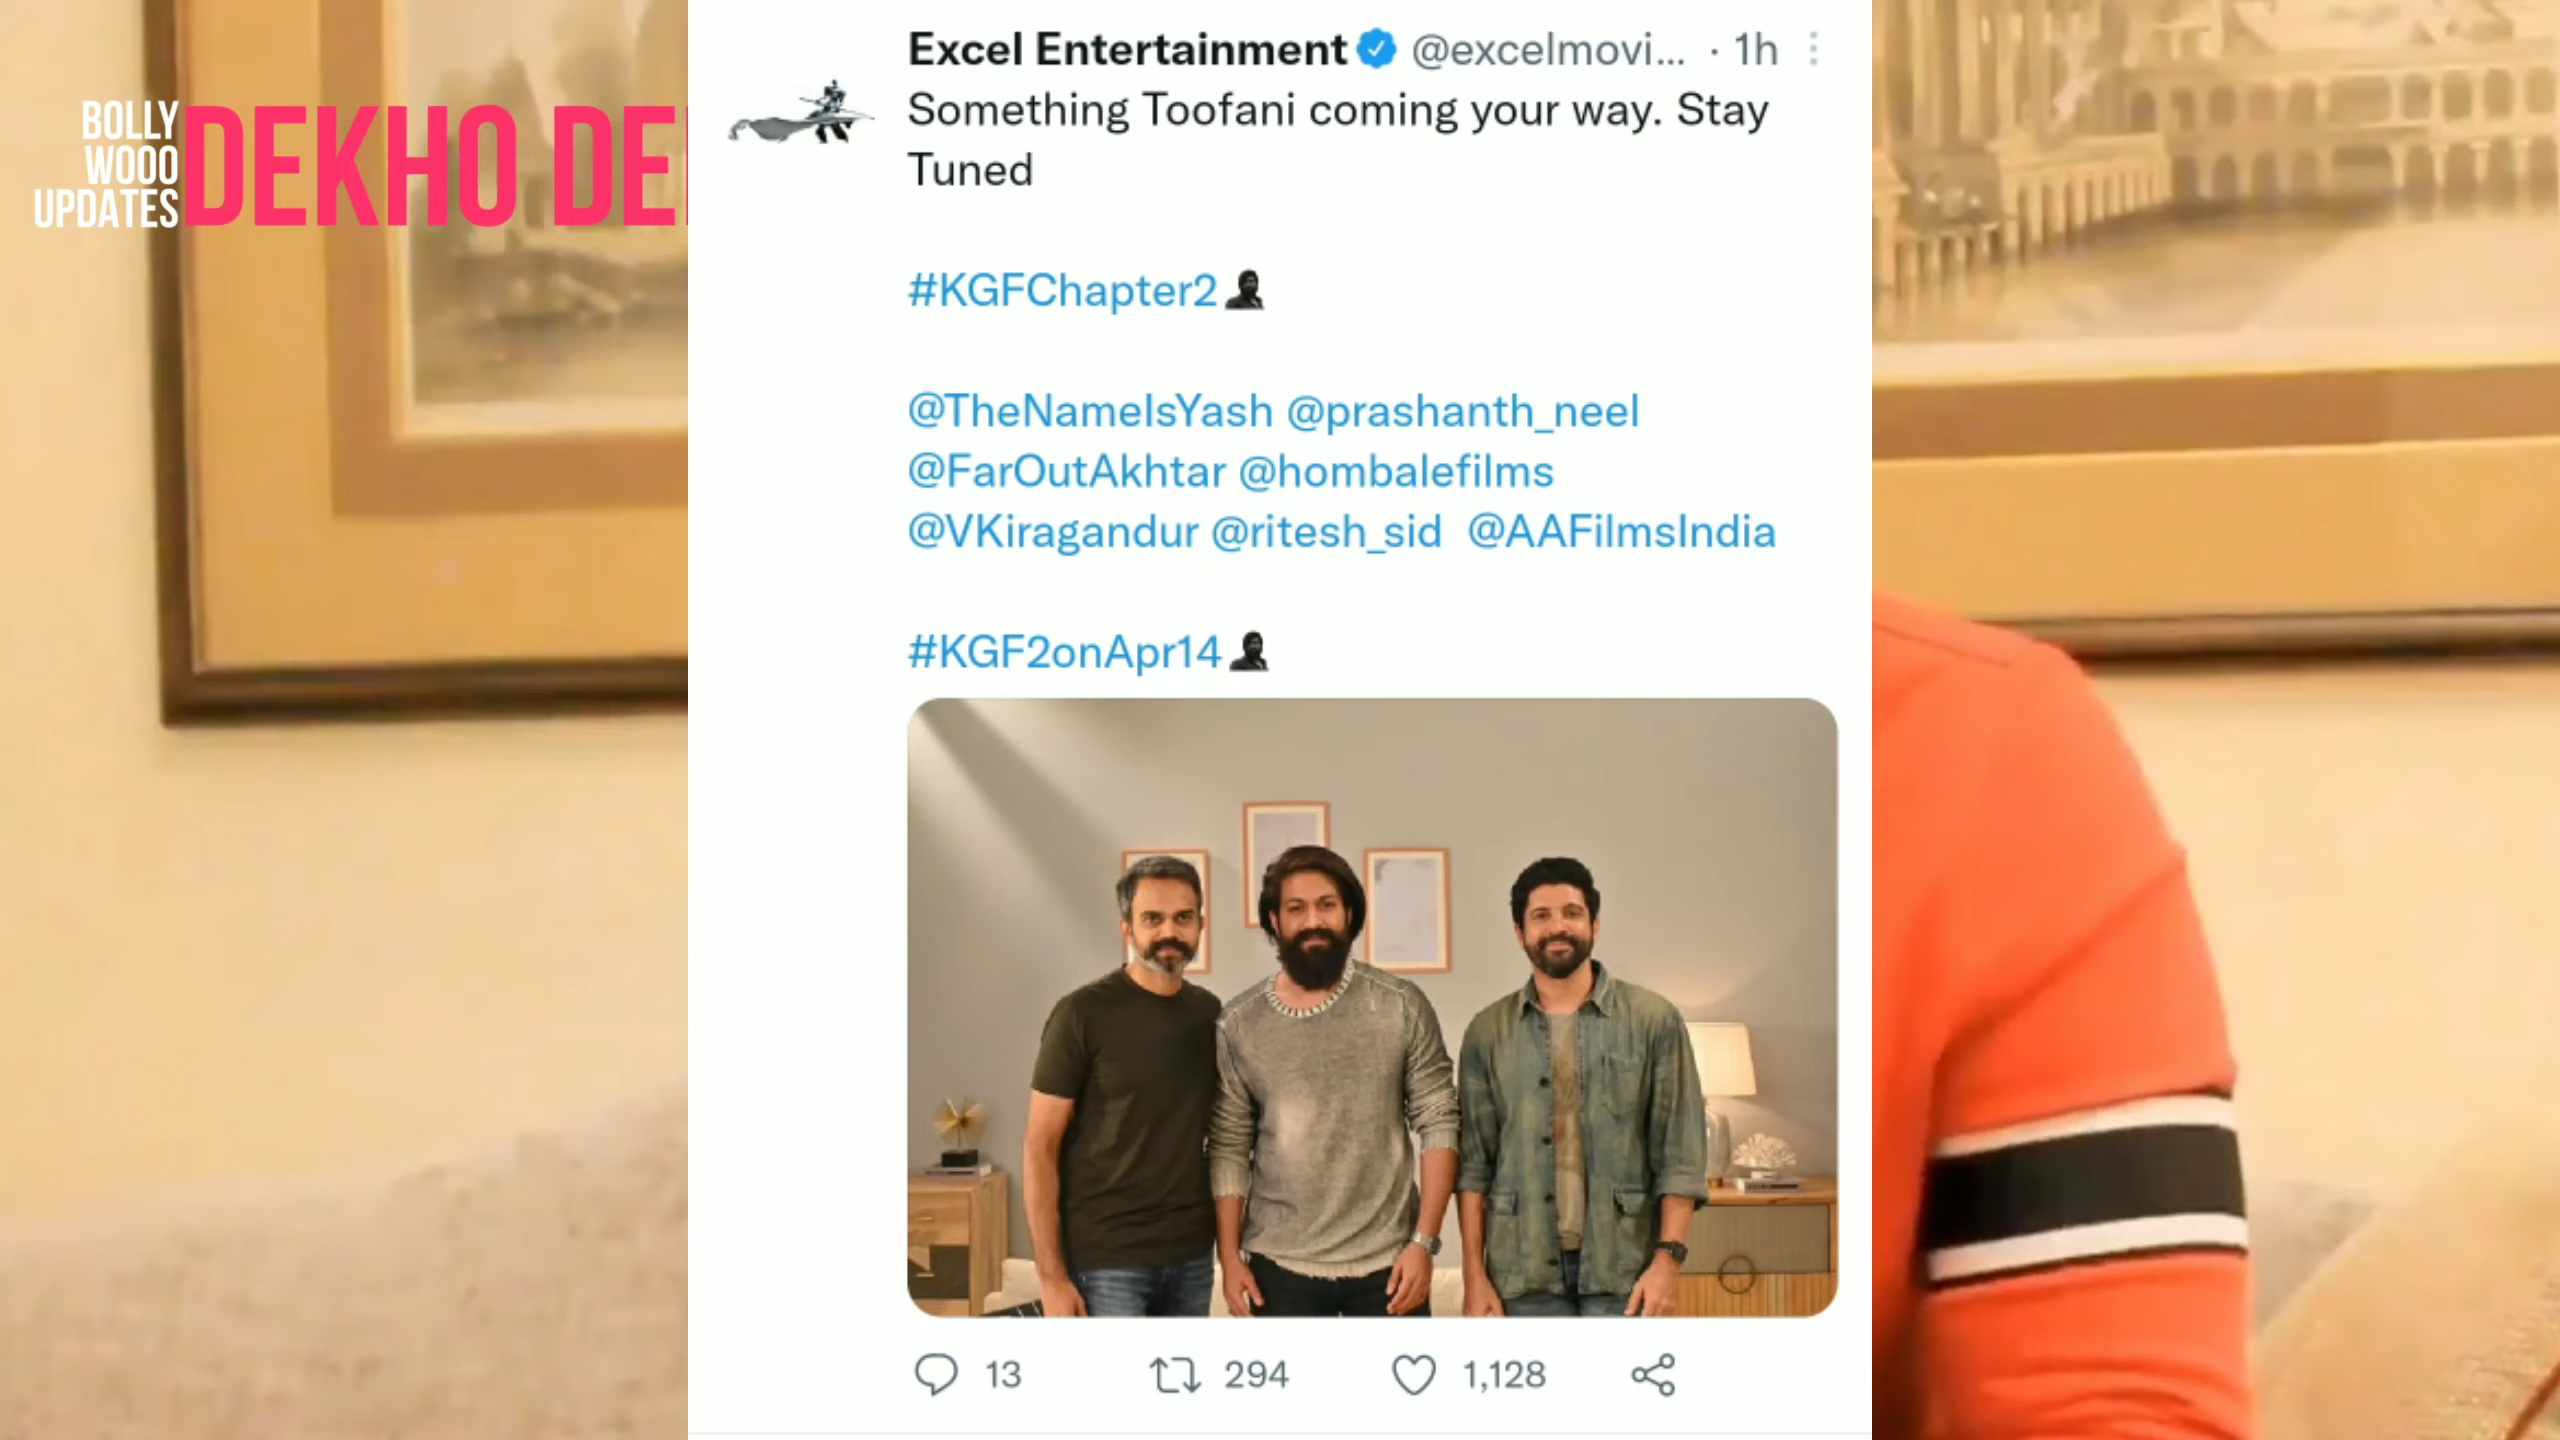 BOLLY
WOOO
UPDATES
DEKHO DE
Excel Entertainment @excelmovi... · 1h
Something Toofani coming your way. Stay
Tuned
#KGFChapter2
@TheNameIsYash @prashanth_neel
@FarOutAkhtar @hombalefilms
@VKiragandur @ritesh_sid @AAFilmsIndia
#KGF2onApr14
13 294 1,128